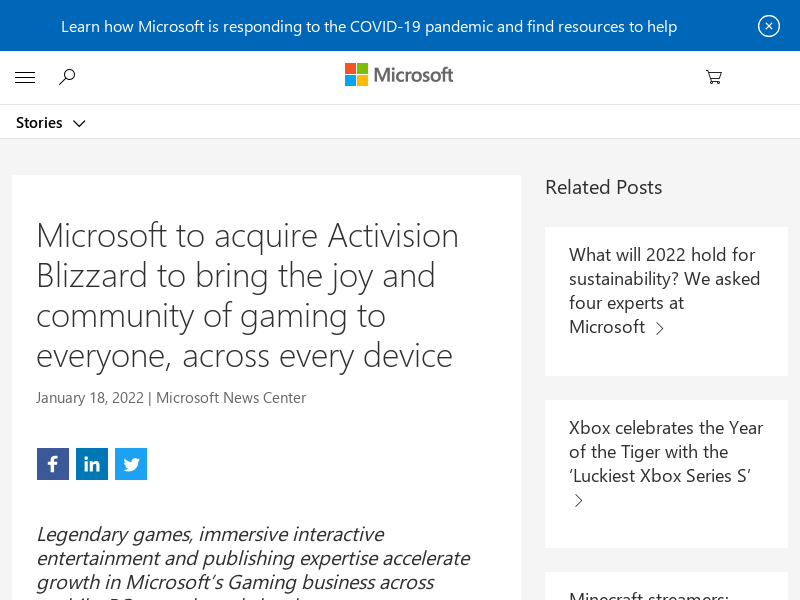 Learn how Microsoft is responding to the COVID-19 pandemic and find resources to help
Microsoft
Stories
Microsoft to acquire Activision
Blizzard to bring the joy and
community of gaming to
everyone, across every device
January 18, 2022 | Microsoft News Center
Legendary games, immersive interactive
entertainment and publishing expertise accelerate
growth in Microsoft’s Gaming business across
Related Posts
What will 2022 hold for
sustainability? We asked
four experts at
Microsoft
Xbox celebrates the Year
of the Tiger with the
‘Luckiest Xbox Series S’
Minecraft streamers: